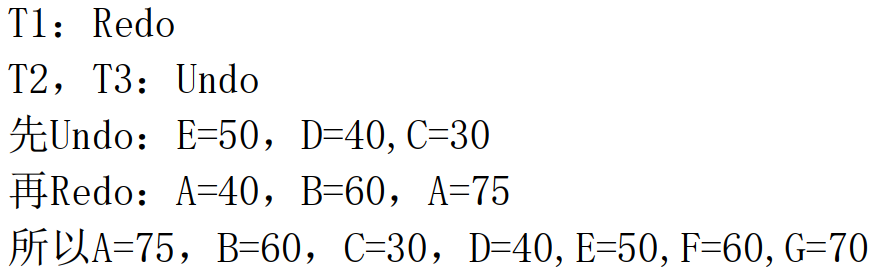 T1：Redo
T2，T3：Undo
先Undo：E=50，D=40,C=30
再Redo：A=40，B=60，A=75
所以A=75，B=60，C=30，D=40,E=50,F=60,G=70